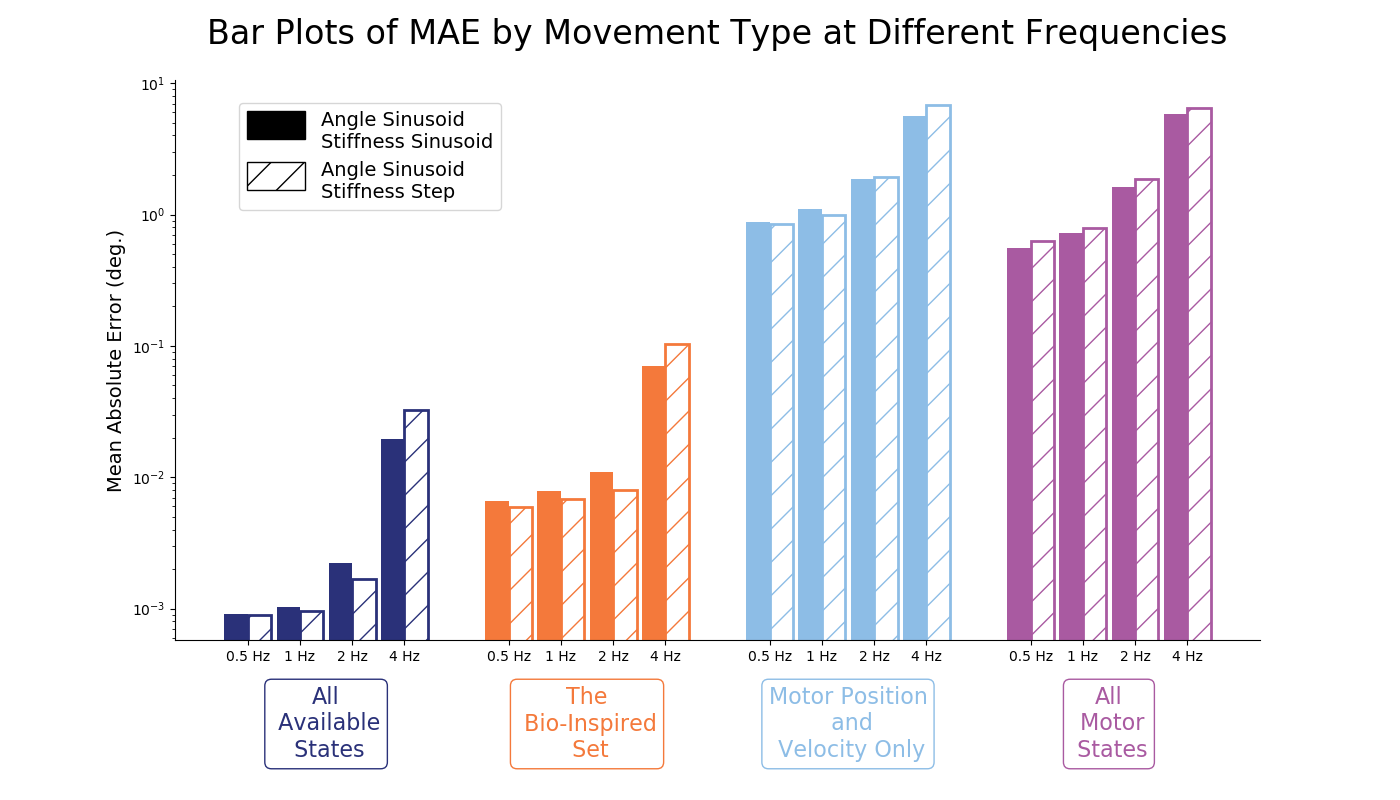 Bar Plots of MAE by Movement Type at Different Frequencies
Mean Absolute Error (deg.)
10¹
10⁰
10⁻¹
10⁻²
10⁻³
Angle Sinusoid
Stiffness Sinusoid
Angle Sinusoid
Stiffness Step
0.5 Hz 1 Hz 2 Hz 4 Hz 0.5 Hz 1 Hz 2 Hz 4 Hz 0.5 Hz 1 Hz 2 Hz 4 Hz 0.5 Hz 1 Hz 2 Hz 4 Hz
All
Available
States
The
Bio-Inspired
Set
Motor Position
and
Velocity Only
All
Motor
States